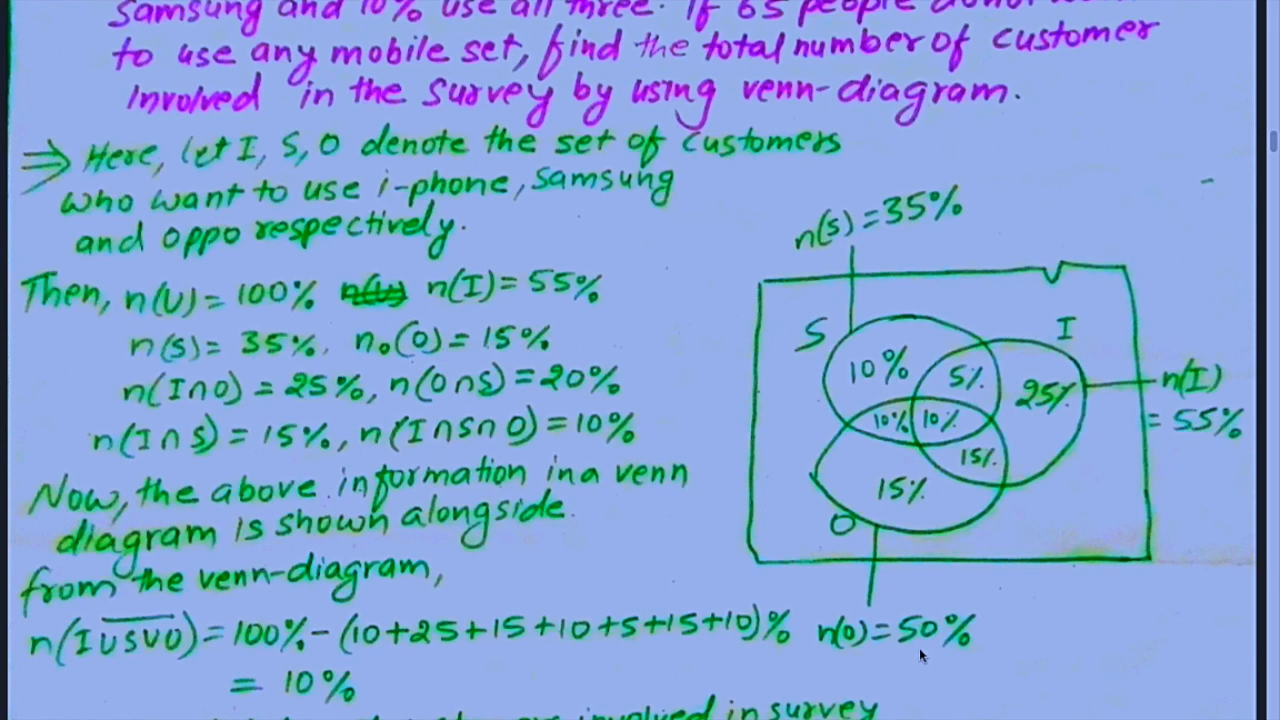 Samsung and 10% use all three. If 65 people
to use any mobile set, find the total number of customer
involved in the survey by using venn-diagram.
⇒ Here, let I, S, O denote the set of customers
who want to use i-phone, samsung
and oppo respectively.
Then, n(U) = 100% n(I) = 55%
n(S) = 35%, n₀(O) = 15%
n(I∩O) = 25%, n(O∩S) = 20%
n(I∩S) = 15%, n(I∩S∩O) = 10%
Now, the above information in a venn
diagram is shown alongside.
from the venn-diagram,
n(I∪S∪O)‾ = 100% - (10+25+15+10+5+15+10)%
= 10%
involved in survey
n(S) = 35%
S
I
10%
5%
25%
n(I)
= 55%
10%
10%
15%
15%
O
n(O) = 50%